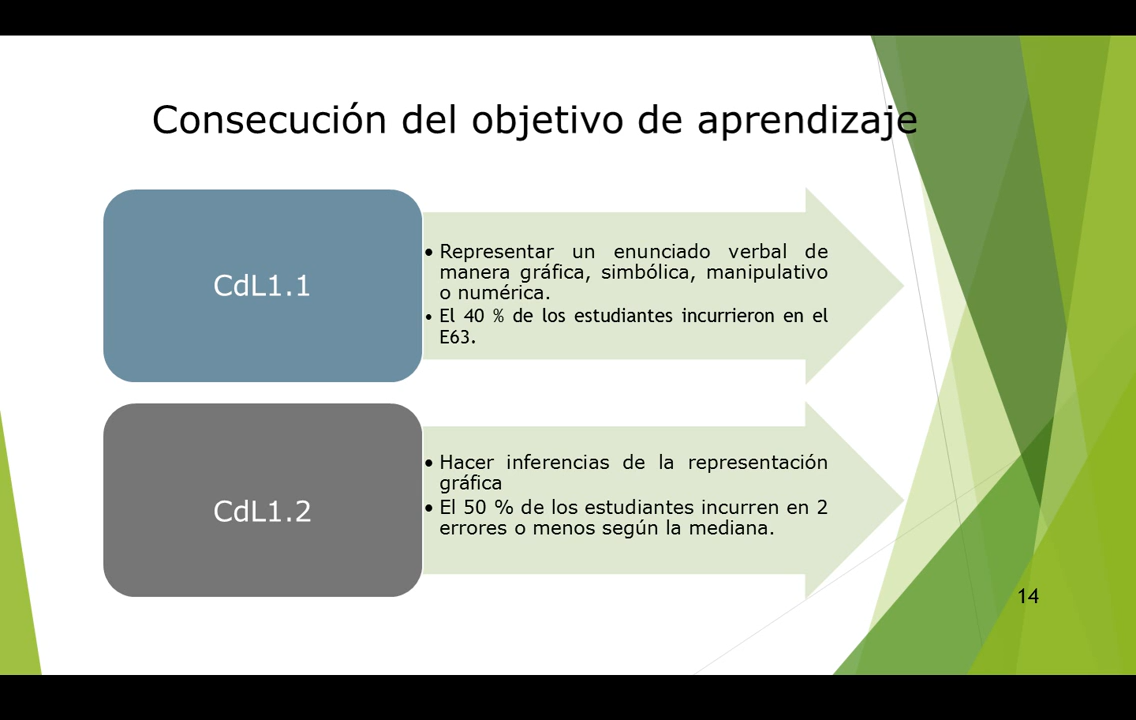 Consecución del objetivo de aprendizaje
CdL1.1
• Representar un enunciado verbal de
manera gráfica, simbólica, manipulativo
o numérica.
• El 40 % de los estudiantes incurrieron en el
E63.
CdL1.2
• Hacer inferencias de la representación
gráfica
• El 50 % de los estudiantes incurren en 2
errores o menos según la mediana.
14